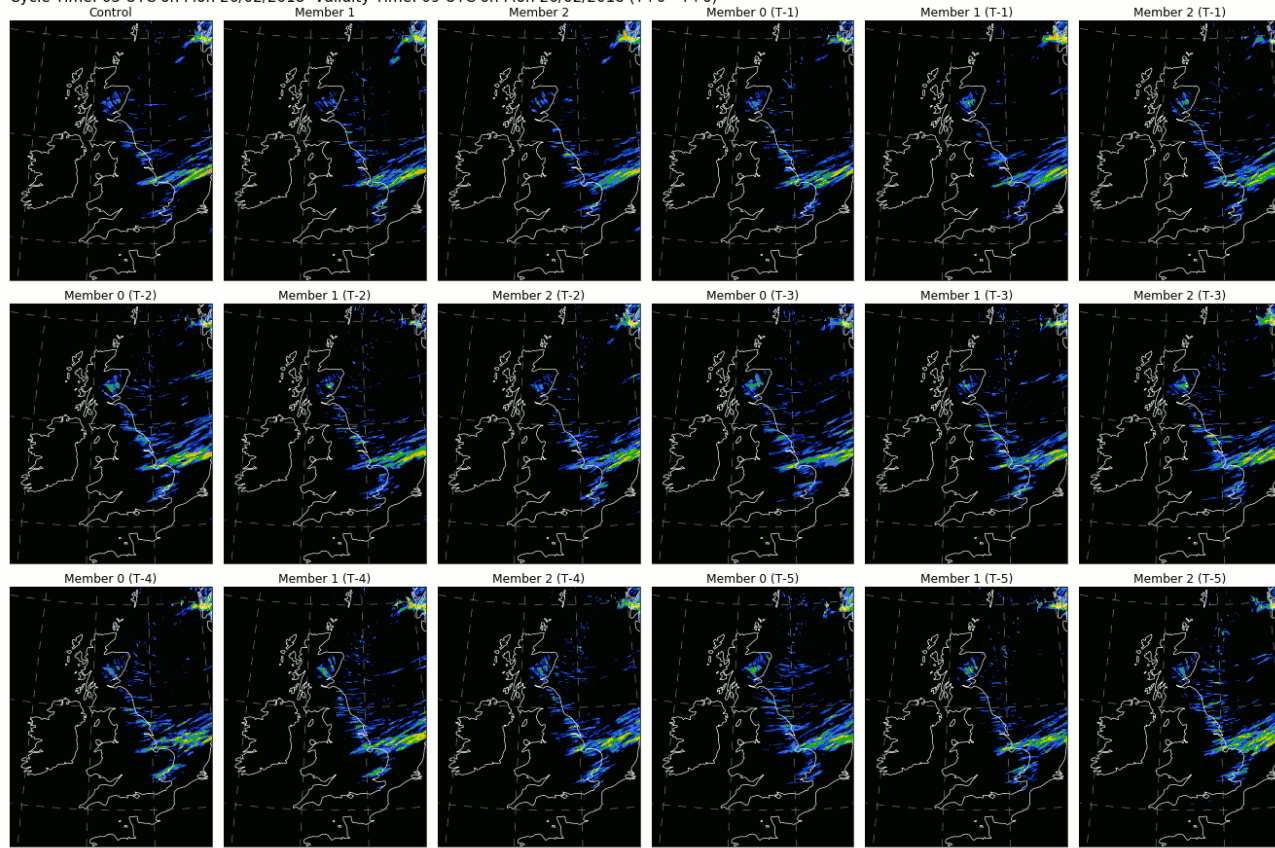 Control Member 1 Member 2 Member 0 (T-1) Member 1 (T-1) Member 2 (T-1)
Member 0 (T-2) Member 1 (T-2) Member 2 (T-2) Member 0 (T-3) Member 1 (T-3) Member 2 (T-3)
Member 0 (T-4) Member 1 (T-4) Member 2 (T-4) Member 0 (T-5) Member 1 (T-5) Member 2 (T-5)